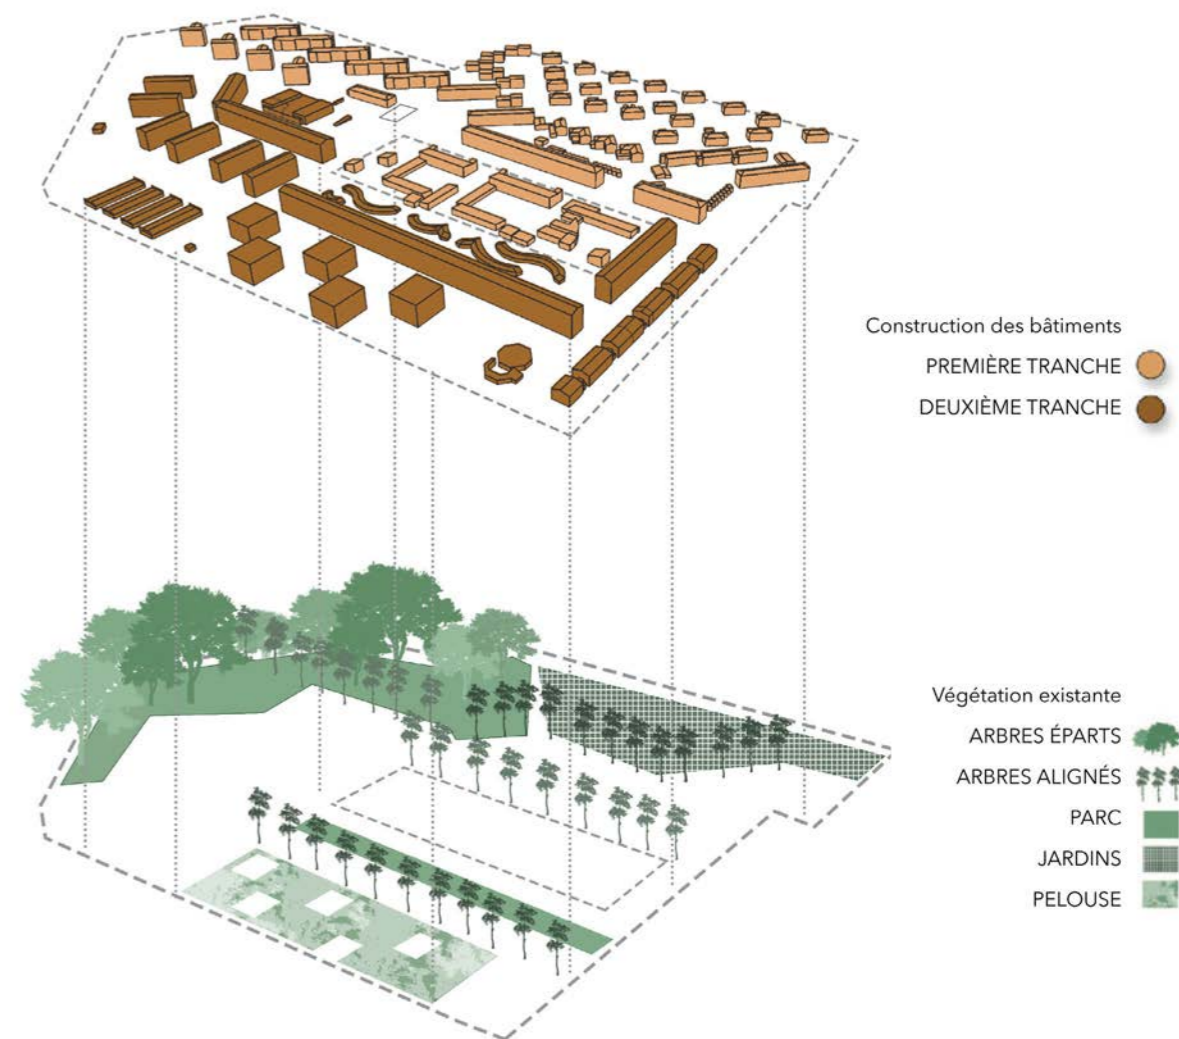 Construction des bâtiments
PREMIÈRE TRANCHE
DEUXIÈME TRANCHE
Végétation existante
ARBRES ÉPARTS
ARBRES ALIGNÉS
PARC
JARDINS
PELOUSE